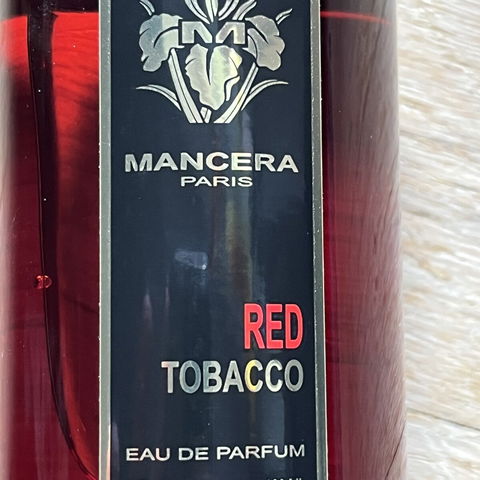 MANCERA
PARIS
RED
TOBACCO
EAU DE PARFUM